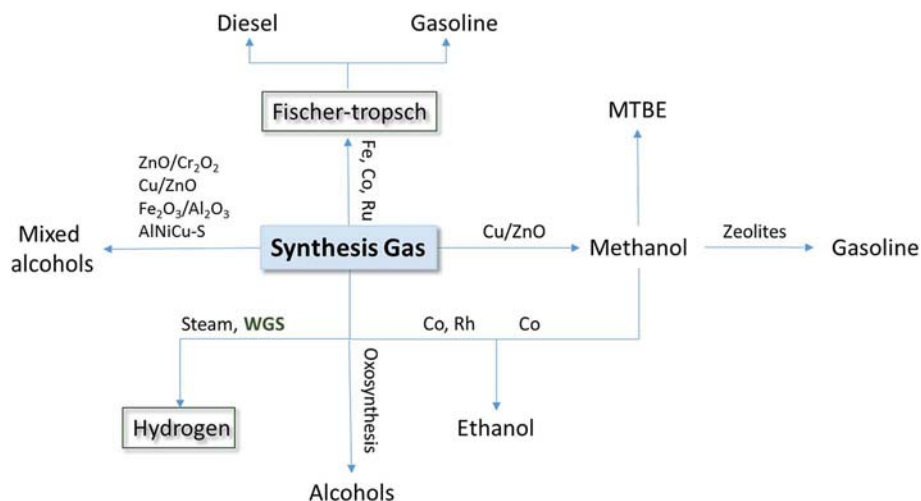 Diesel
Gasoline
Fischer-tropsch
MTBE
Fe, Co, Ru
ZnO/Cr₂O₂
Cu/ZnO
Fe₂O₃/Al₂O₃
AlNiCu-S
Mixed
alcohols
Synthesis Gas
Cu/ZnO
Methanol
Zeolites
Gasoline
Steam, WGS
Co, Rh
Co
Oxosynthesis
Hydrogen
Ethanol
Alcohols